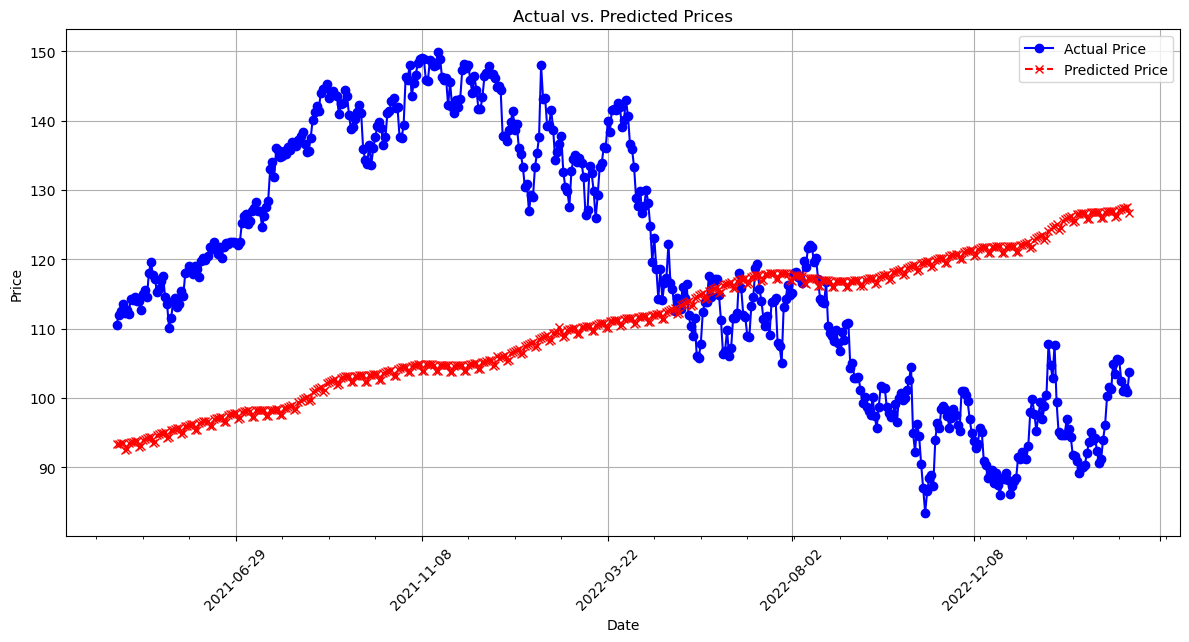 Actual vs. Predicted Prices
Actual Price
Predicted Price
Price
150
140
130
120
110
100
90
2021-06-29
2021-11-08
2022-03-22
2022-08-02
2022-12-08
Date